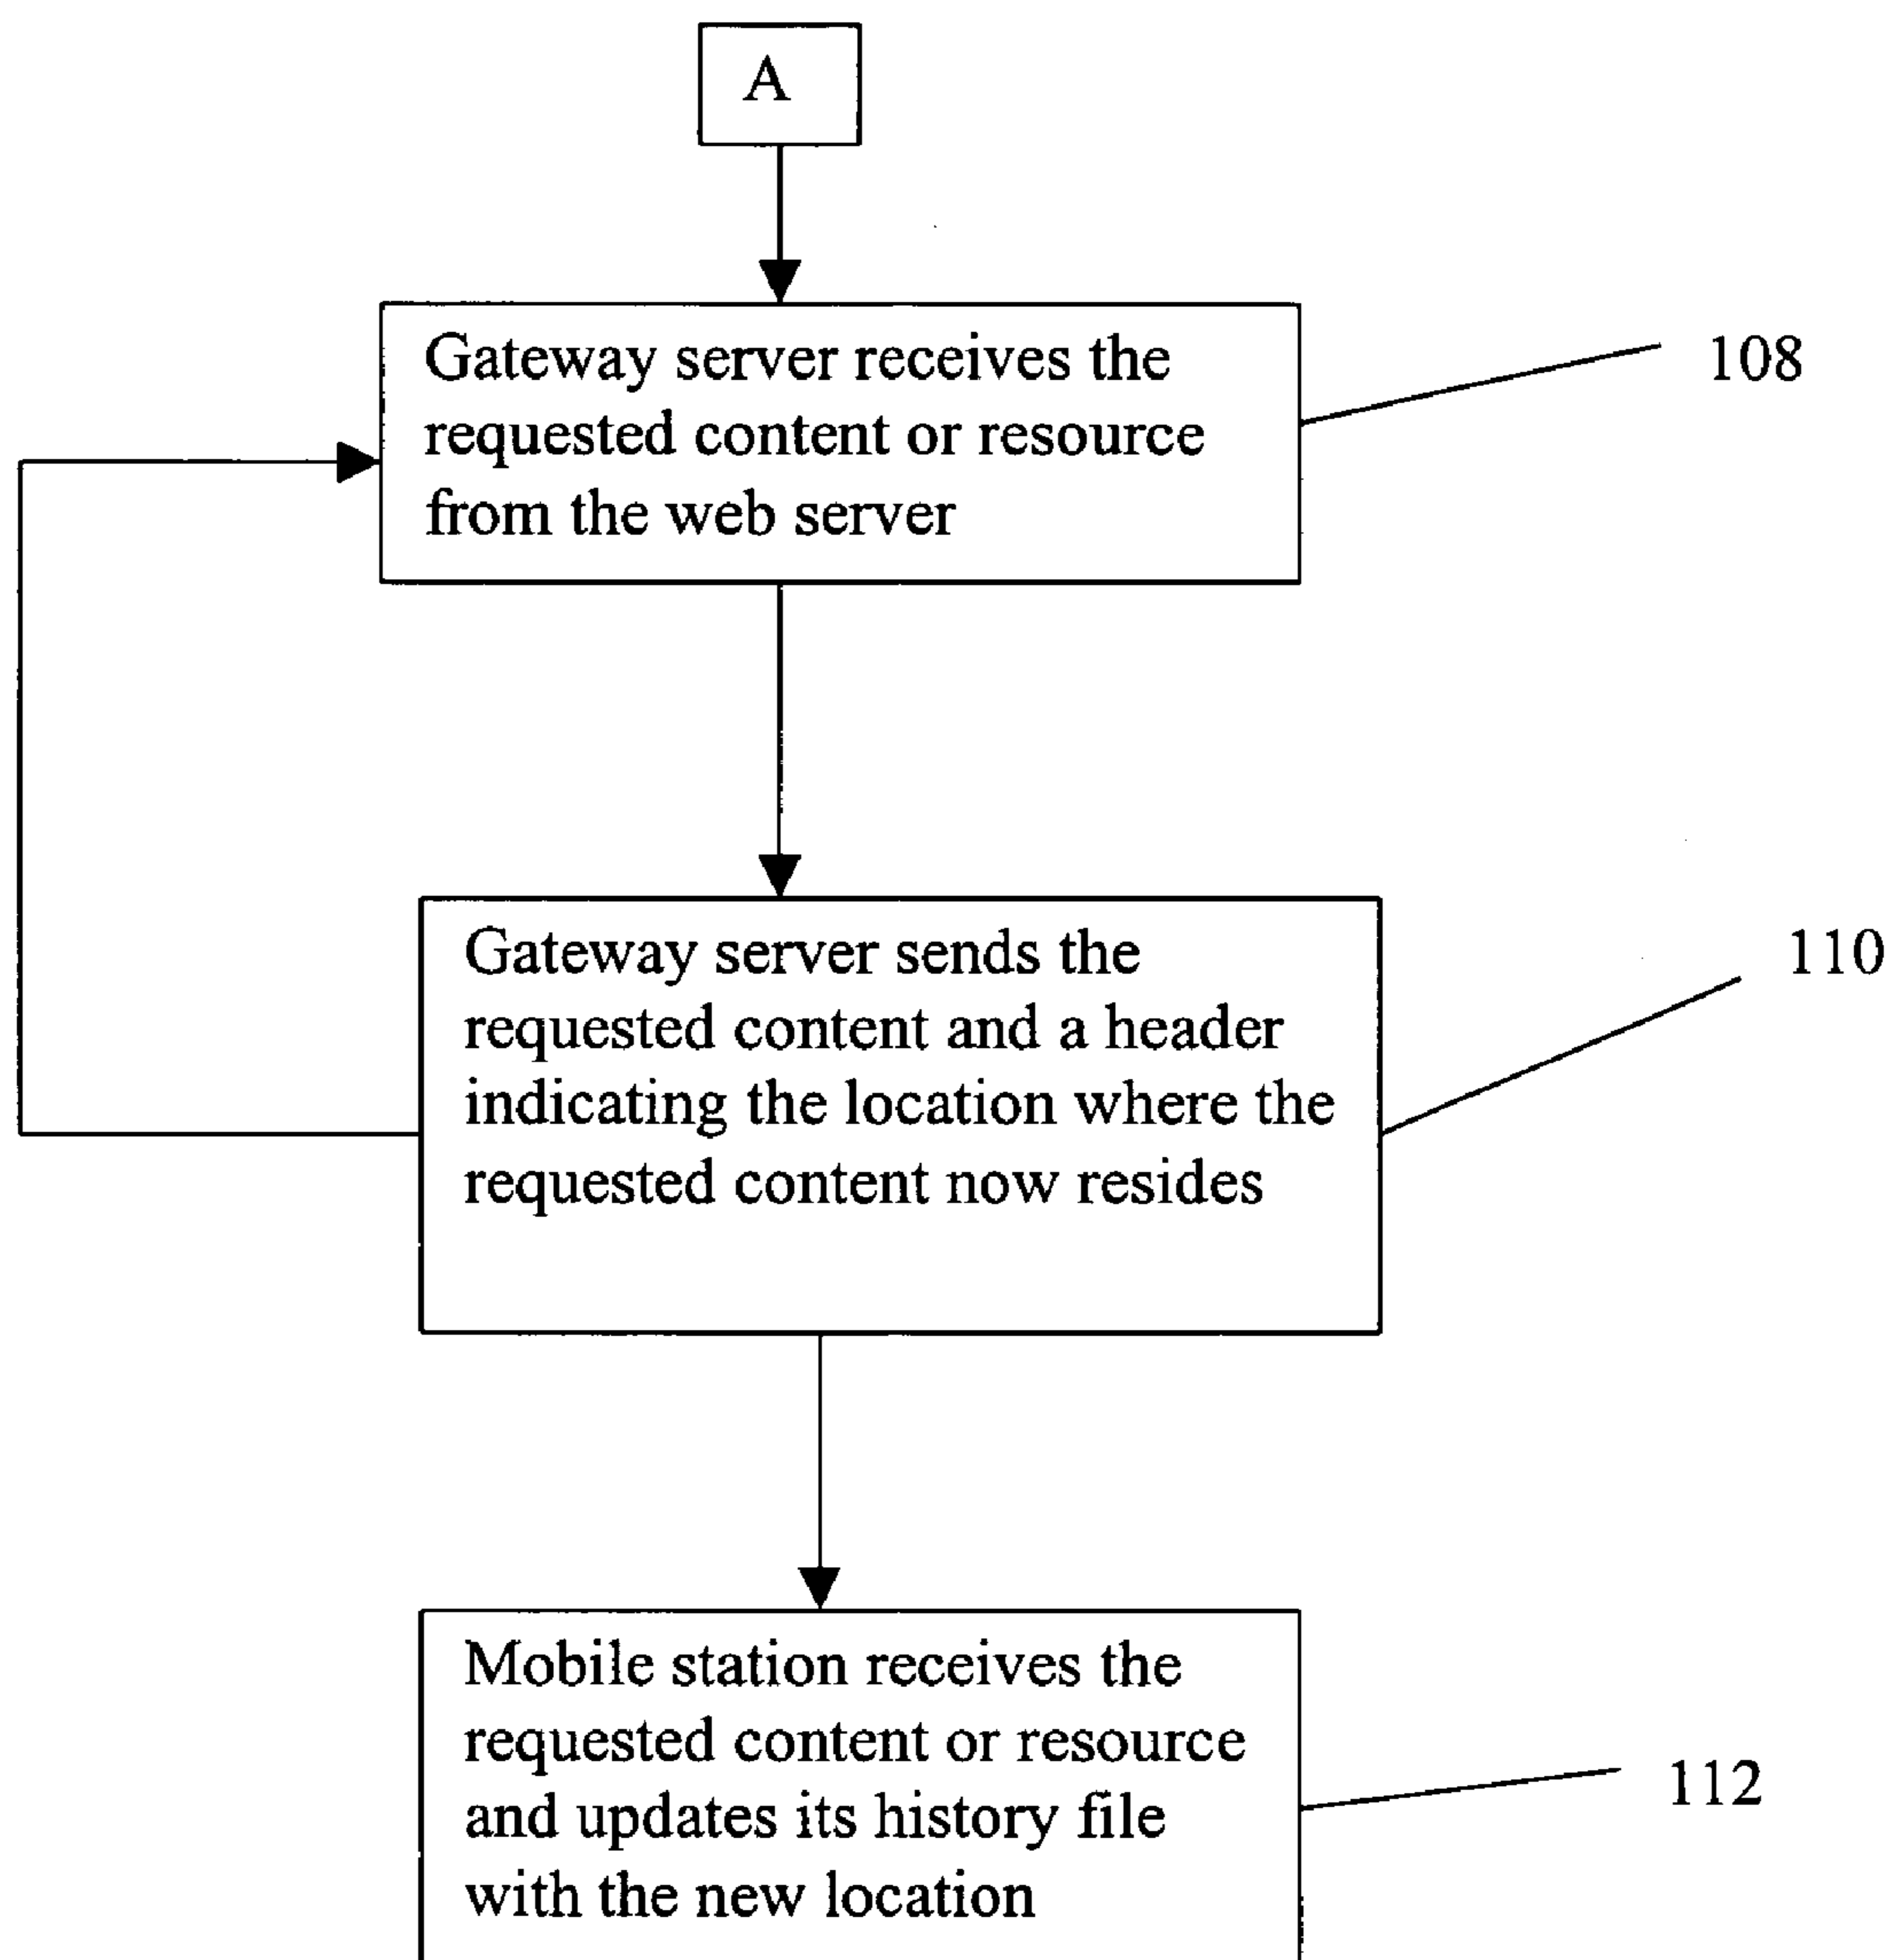 A
Gateway server receives the
requested content or resource
from the web server
108
Gateway server sends the
requested content and a header
indicating the location where the
requested content now resides
110
Mobile station receives the
requested content or resource
and updates its history file
with the new location
112